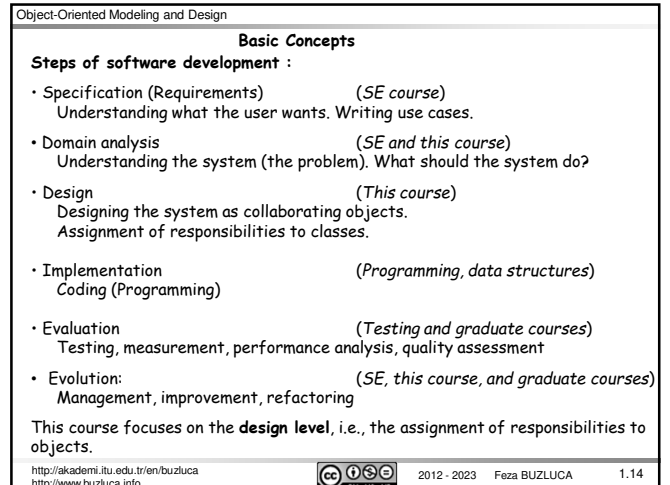 Object-Oriented Modeling and Design
Basic Concepts
Steps of software development :
• Specification (Requirements) (SE course)
Understanding what the user wants. Writing use cases.
• Domain analysis (SE and this course)
Understanding the system (the problem). What should the system do?
• Design (This course)
Designing the system as collaborating objects.
Assignment of responsibilities to classes.
• Implementation (Programming, data structures)
Coding (Programming)
• Evaluation (Testing and graduate courses)
Testing, measurement, performance analysis, quality assessment
• Evolution: (SE, this course, and graduate courses)
Management, improvement, refactoring
This course focuses on the design level, i.e., the assignment of responsibilities to
objects.
http://akademi.itu.edu.tr/en/buzluca
http://www.buzluca.info
cc 2012 - 2023 Feza BUZLUCA 1.14